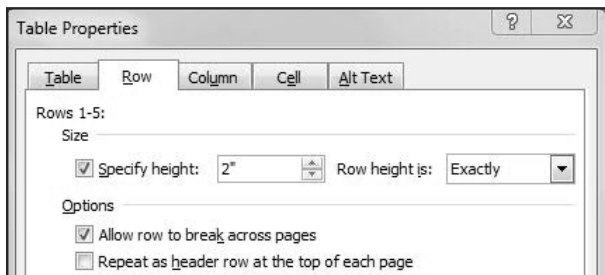 Table Properties
Table Row Column Cell Alt Text
Rows 1-5:
Size
Specify height: 2" Row height is: Exactly
Options
Allow row to break across pages
Repeat as header row at the top of each page